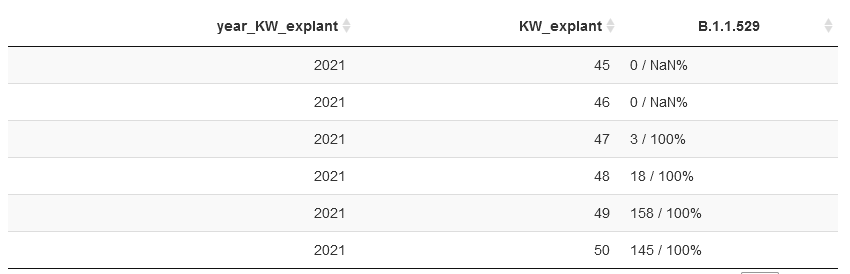 year_KW_explant KW_explant B.1.1.529
2021 45 0 / NaN%
2021 46 0 / NaN%
2021 47 3 / 100%
2021 48 18 / 100%
2021 49 158 / 100%
2021 50 145 / 100%